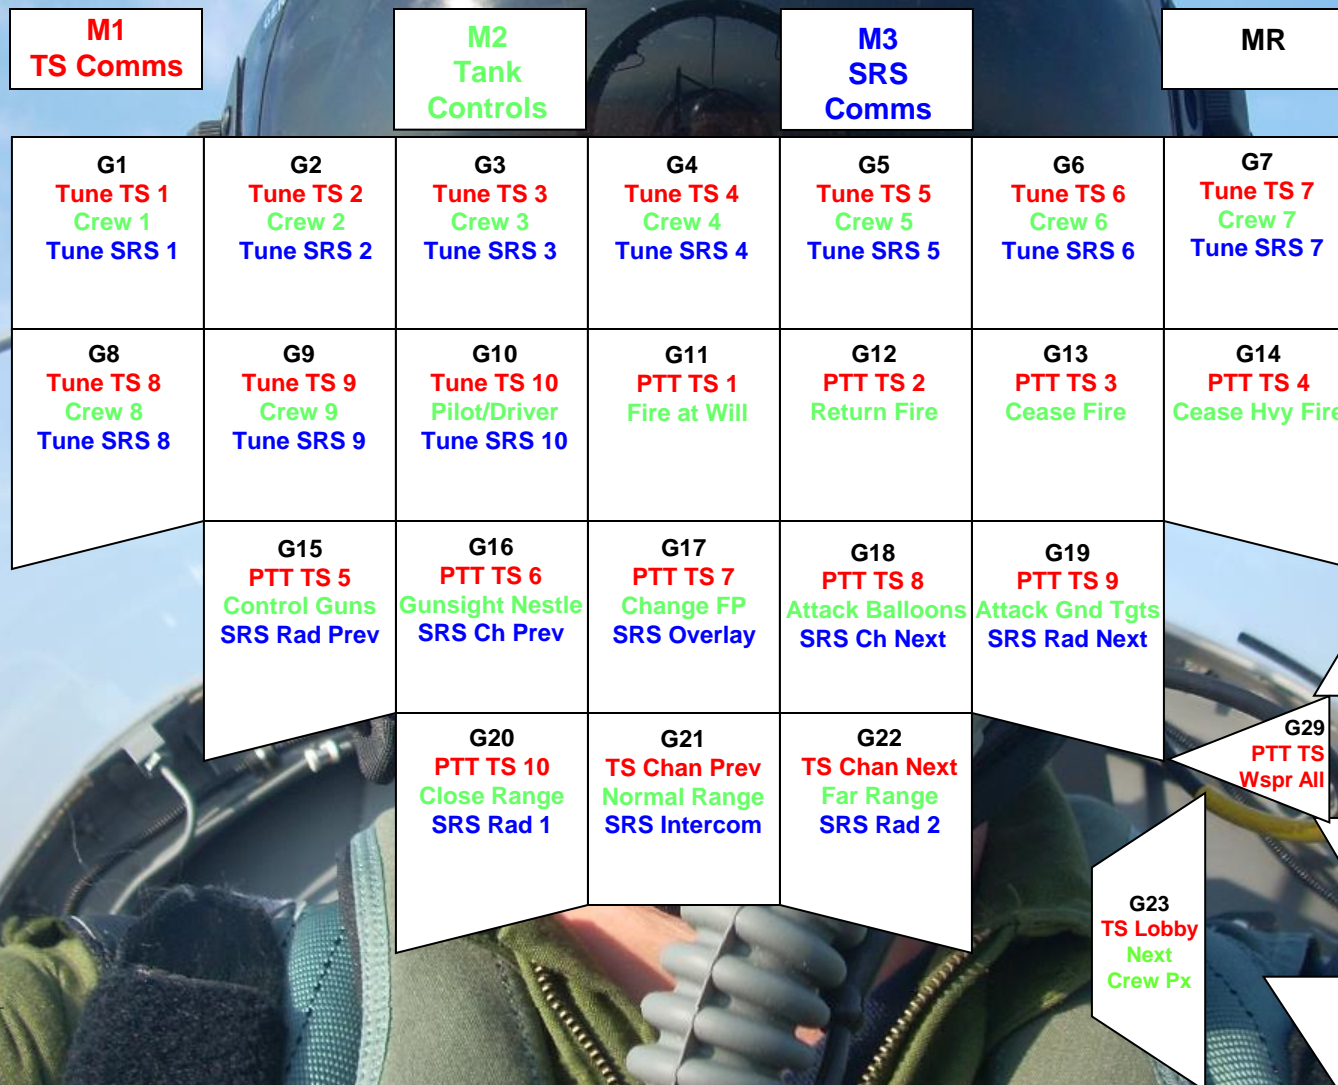 M1
TS Comms
M2
Tank
Controls
M3
SRS
Comms
MR
G1
Tune TS 1
Crew 1
Tune SRS 1
G2
Tune TS 2
Crew 2
Tune SRS 2
G3
Tune TS 3
Crew 3
Tune SRS 3
G4
Tune TS 4
Crew 4
Tune SRS 4
G5
Tune TS 5
Crew 5
Tune SRS 5
G6
Tune TS 6
Crew 6
Tune SRS 6
G7
Tune TS 7
Crew 7
Tune SRS 7
G8
Tune TS 8
Crew 8
Tune SRS 8
G9
Tune TS 9
Crew 9
Tune SRS 9
G10
Tune TS 10
Pilot/Driver
Tune SRS 10
G11
PTT TS 1
Fire at Will
G12
PTT TS 2
Return Fire
G13
PTT TS 3
Cease Fire
G14
PTT TS 4
Cease Hvy Fire
G15
PTT TS 5
Control Guns
SRS Rad Prev
G16
PTT TS 6
Gunsight Nestle
SRS Ch Prev
G17
PTT TS 7
Change FP
SRS Overlay
G18
PTT TS 8
Attack Balloons
SRS Ch Next
G19
PTT TS 9
Attack Gnd Tgts
SRS Rad Next
G20
PTT TS 10
Close Range
SRS Rad 1
G21
TS Chan Prev
Normal Range
SRS Intercom
G22
TS Chan Next
Far Range
SRS Rad 2
G29
PTT TS
Wspr All
G23
TS Lobby
Next
Crew Px